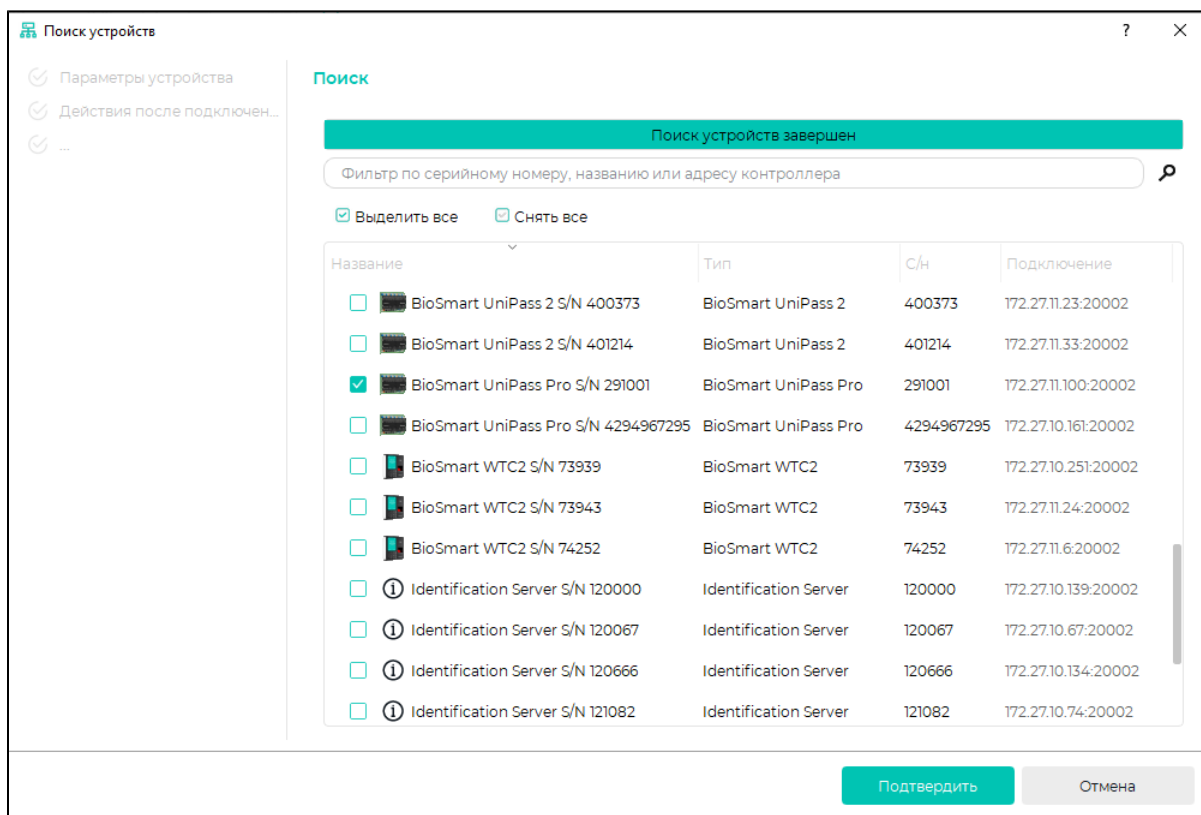 Поиск устройств ?
Параметры устройства
Действия после подключен...
...
Поиск
Поиск устройств завершен
Фильтр по серийному номеру, названию или адресу контроллера
Выделить все Снять все
Название Тип С/н Подключение
BioSmart UniPass 2 S/N 400373 BioSmart UniPass 2 400373 172.27.11.23:20002
BioSmart UniPass 2 S/N 401214 BioSmart UniPass 2 401214 172.27.11.33:20002
BioSmart UniPass Pro S/N 291001 BioSmart UniPass Pro 291001 172.27.11.100:20002
BioSmart UniPass Pro S/N 4294967295 BioSmart UniPass Pro 4294967295 172.27.10.161:20002
BioSmart WTC2 S/N 73939 BioSmart WTC2 73939 172.27.10.251:20002
BioSmart WTC2 S/N 73943 BioSmart WTC2 73943 172.27.11.24:20002
BioSmart WTC2 S/N 74252 BioSmart WTC2 74252 172.27.11.6:20002
Identification Server S/N 120000 Identification Server 120000 172.27.10.139:20002
Identification Server S/N 120067 Identification Server 120067 172.27.10.67:20002
Identification Server S/N 120666 Identification Server 120666 172.27.10.134:20002
Identification Server S/N 121082 Identification Server 121082 172.27.10.74:20002
Подтвердить Отмена